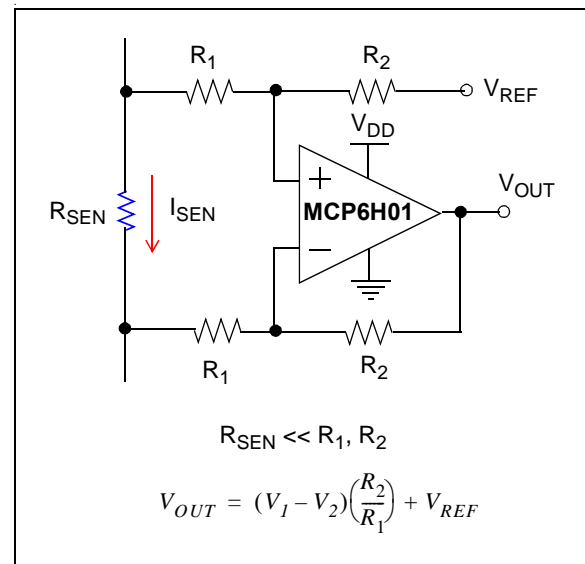 R1
R2
VREF
VDD
VOUT
+
MCP6H01
RSEN
ISEN
–
R1
R2
RSEN << R1, R2
VOUT = (V1 – V2)(R2/R1) + VREF